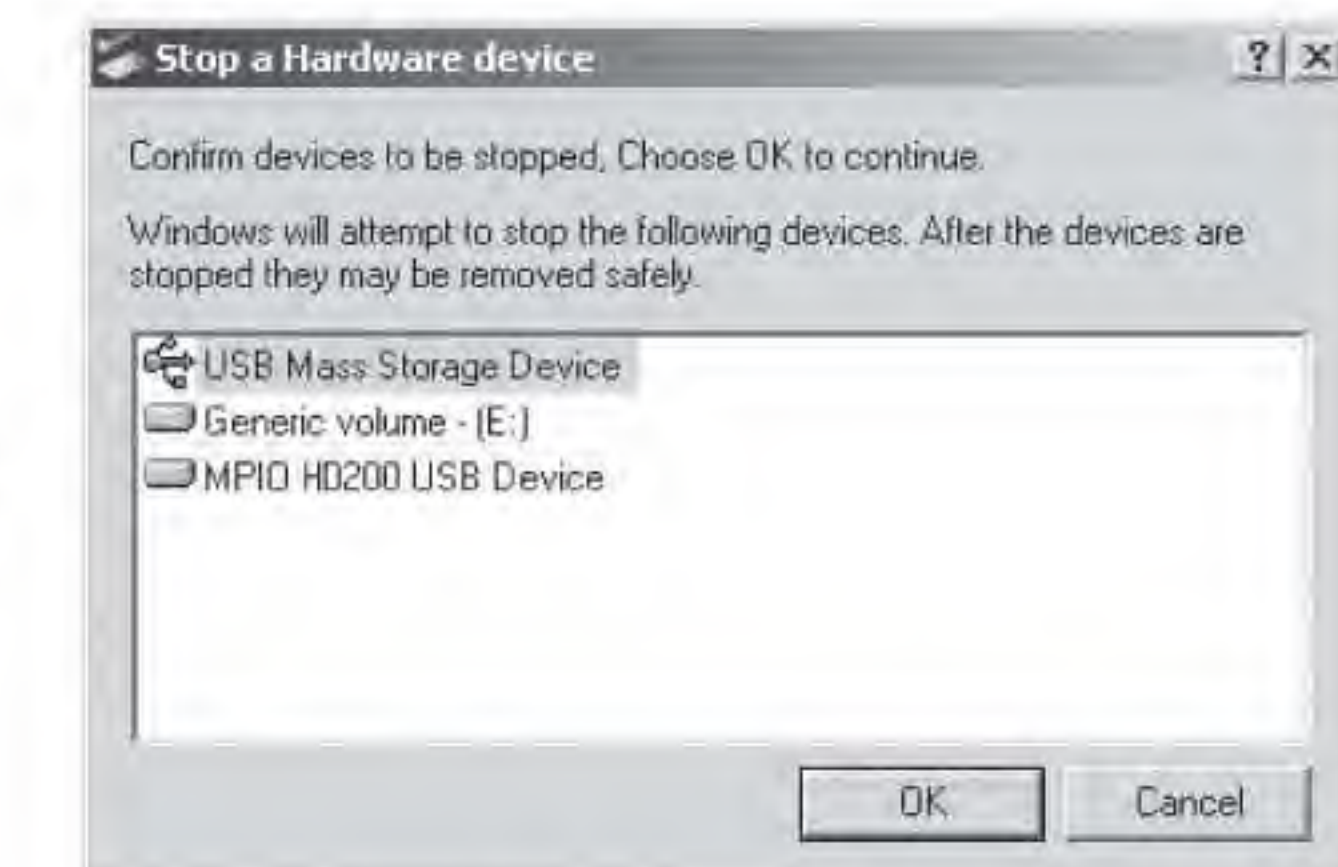 Stop a Hardware device
Confirm devices to be stopped, Choose OK to continue.
Windows will attempt to stop the following devices. After the devices are
stopped they may be removed safely.
USB Mass Storage Device
Generic volume - (E:)
MPIO HD200 USB Device
OK Cancel